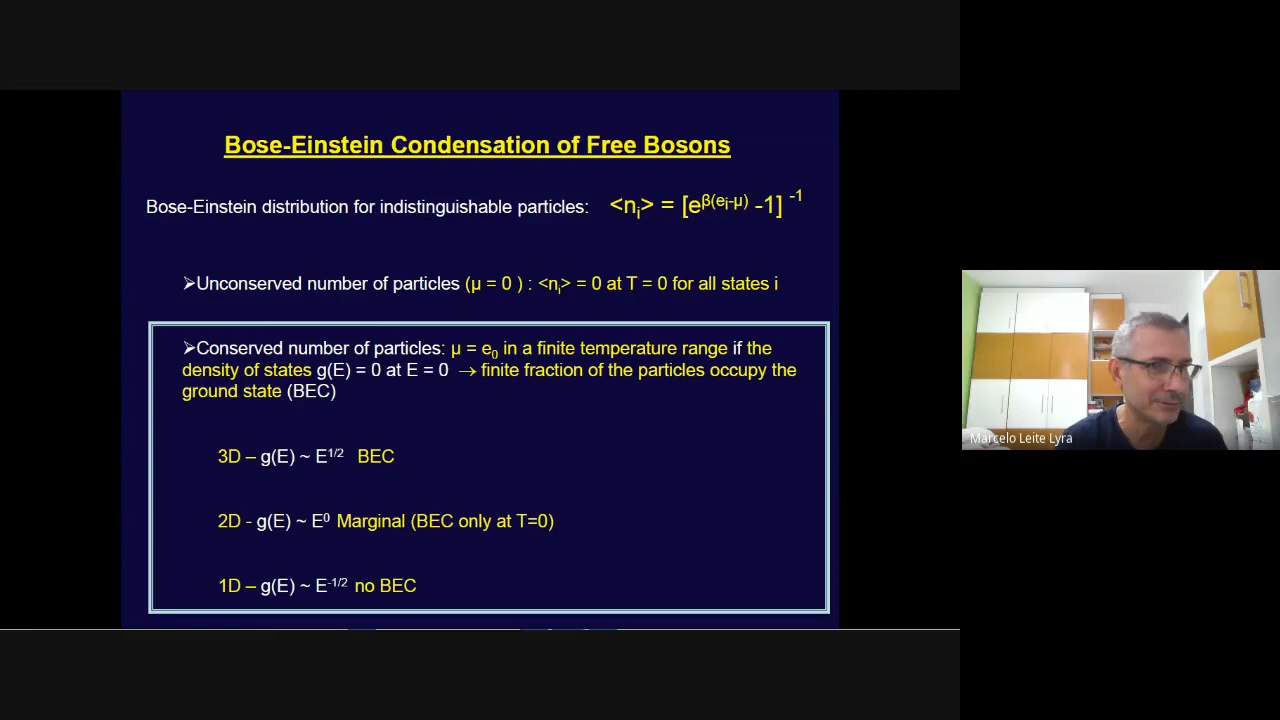 Bose-Einstein Condensation of Free Bosons
Bose-Einstein distribution for indistinguishable particles: <nᵢ> = [e^β(eᵢ-μ) -1]^-1
➢Unconserved number of particles (μ = 0 ) : <nᵢ> = 0 at T = 0 for all states i
➢Conserved number of particles: μ = e₀ in a finite temperature range if the
density of states g(E) = 0 at E = 0 → finite fraction of the particles occupy the
ground state (BEC)
3D – g(E) ~ E^1/2 BEC
2D - g(E) ~ E⁰ Marginal (BEC only at T=0)
1D – g(E) ~ E^-1/2 no BEC
Marcelo Leite Lyra